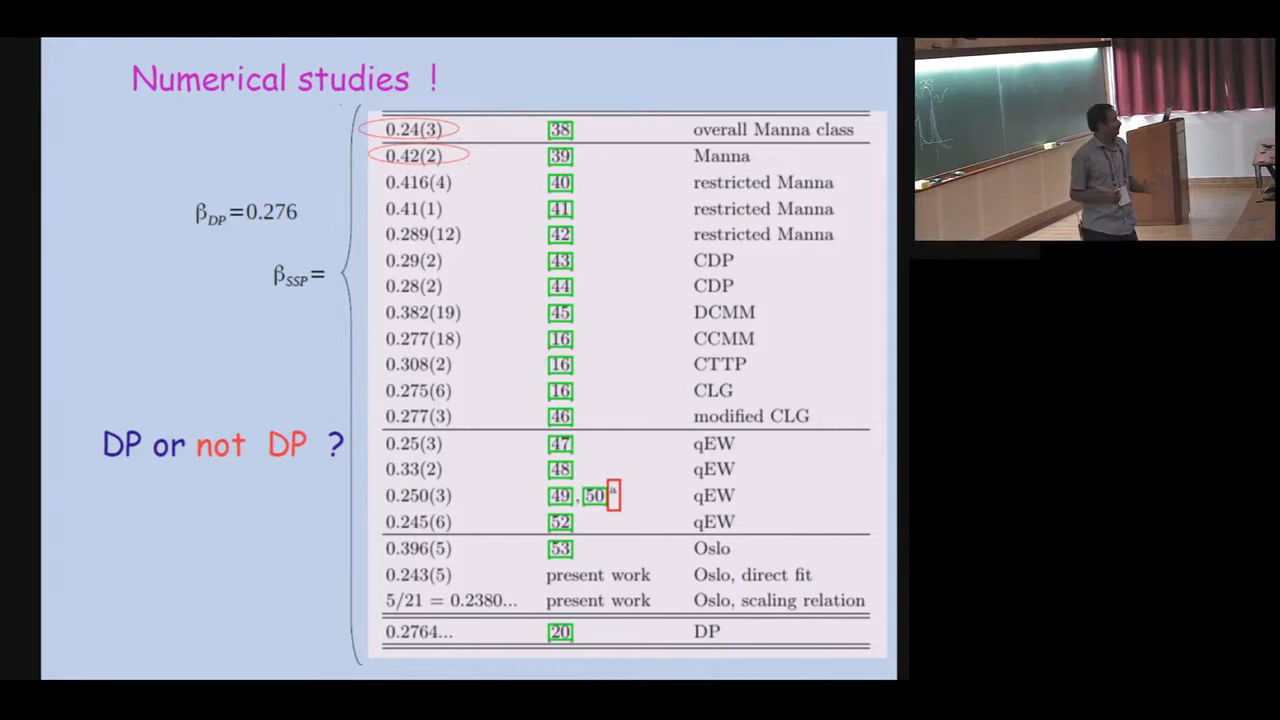 Numerical studies !
β_DP=0.276
β_SSP=
DP or not DP ?
0.24(3) 38 overall Manna class
0.42(2) 39 Manna
0.416(4) 40 restricted Manna
0.41(1) 41 restricted Manna
0.289(12) 42 restricted Manna
0.29(2) 43 CDP
0.28(2) 44 CDP
0.382(19) 45 DCMM
0.277(18) 16 CCMM
0.308(2) 16 CTTP
0.275(6) 16 CLG
0.277(3) 46 modified CLG
0.25(3) 47 qEW
0.33(2) 48 qEW
0.250(3) 49, 50 a qEW
0.245(6) 52 qEW
0.396(5) 53 Oslo
0.243(5) present work Oslo, direct fit
5/21 = 0.2380... present work Oslo, scaling relation
0.2764... 20 DP